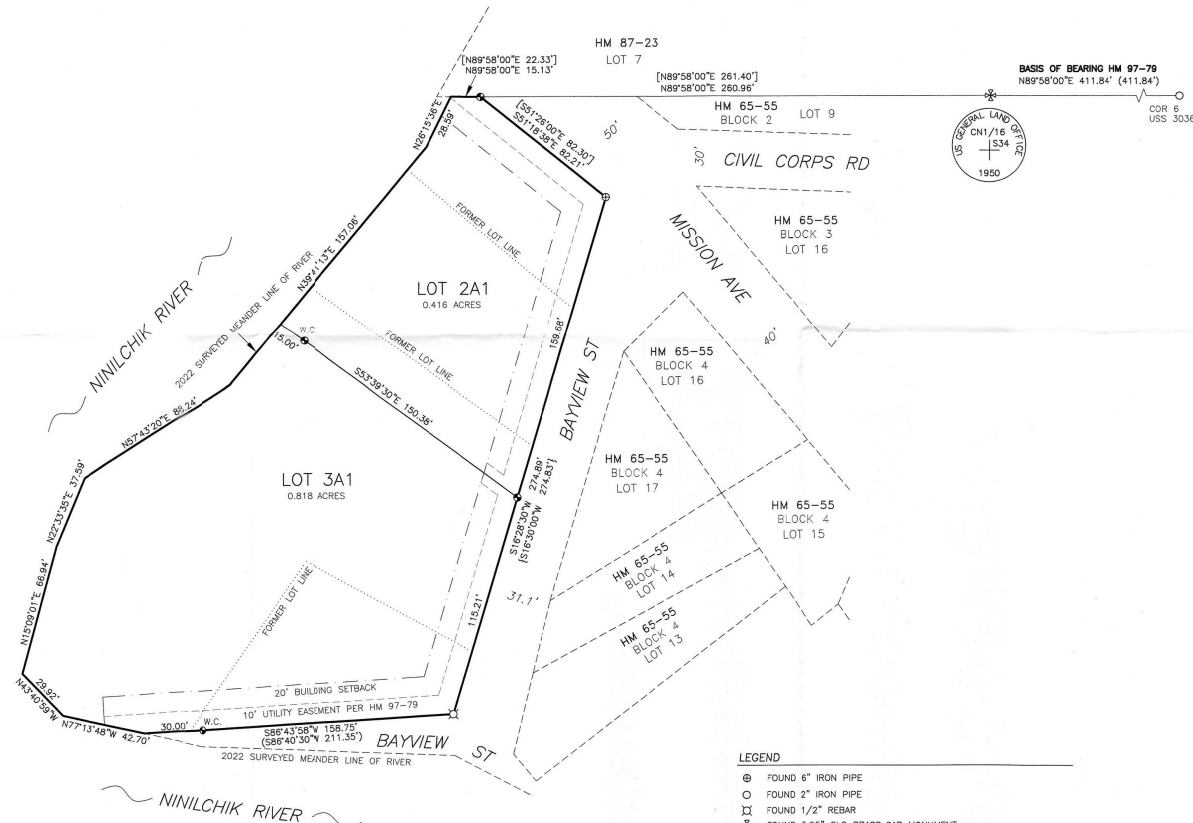 HM 87-23
LOT 7
[N89°58'00"E 22.33']
N89°58'00"E 15.13'
[N89°58'00"E 261.40']
N89°58'00"E 260.96'
BASIS OF BEARING HM 97-79
N89°58'00"E 411.84' (411.84')
COR 6
USS 3036
HM 65-55
BLOCK 2 LOT 9
US GENERAL LAND OFFICE
CN1/16
S34
1950
[S51°26'00"E 82.30']
S51°18'38"E 82.21'
50'
30'
CIVIL CORPS RD
N26°15'36"E
28.59'
FORMER LOT LINE
HM 65-55
BLOCK 3
LOT 16
MISSION AVE
N39°41'13"E 157.06'
2022 SURVEYED MEANDER LINE OF RIVER
NINILCHIK RIVER
LOT 2A1
0.416 ACRES
W.C.
15.00'
FORMER LOT LINE
159.68'
BAYVIEW ST
40'
HM 65-55
BLOCK 4
LOT 16
S53°39'30"E 150.38'
N57°43'20"E 88.24'
LOT 3A1
0.818 ACRES
HM 65-55
BLOCK 4
LOT 17
HM 65-55
BLOCK 4
LOT 15
274.89'
274.83'}
S16°28'30"W
{S16°30'00"W
N22°33'35"E 37.59'
HM 65-55
BLOCK 4
LOT 14
HM 65-55
BLOCK 4
LOT 13
31.1'
FORMER LOT LINE
115.21'
N15°09'01"E 66.94'
29.92'
N43°40'59"W
N77°13'48"W 42.70'
20' BUILDING SETBACK
10' UTILITY EASEMENT PER HM 97-79
30.00'
W.C.
S86°43'58"W 158.75'
(S86°40'30"W 211.35')
BAYVIEW ST
2022 SURVEYED MEANDER LINE OF RIVER
NINILCHIK RIVER
LEGEND
FOUND 6" IRON PIPE
FOUND 2" IRON PIPE
FOUND 1/2" REBAR
FOUND 3.25" GLO BRASS CAP MONUMENT